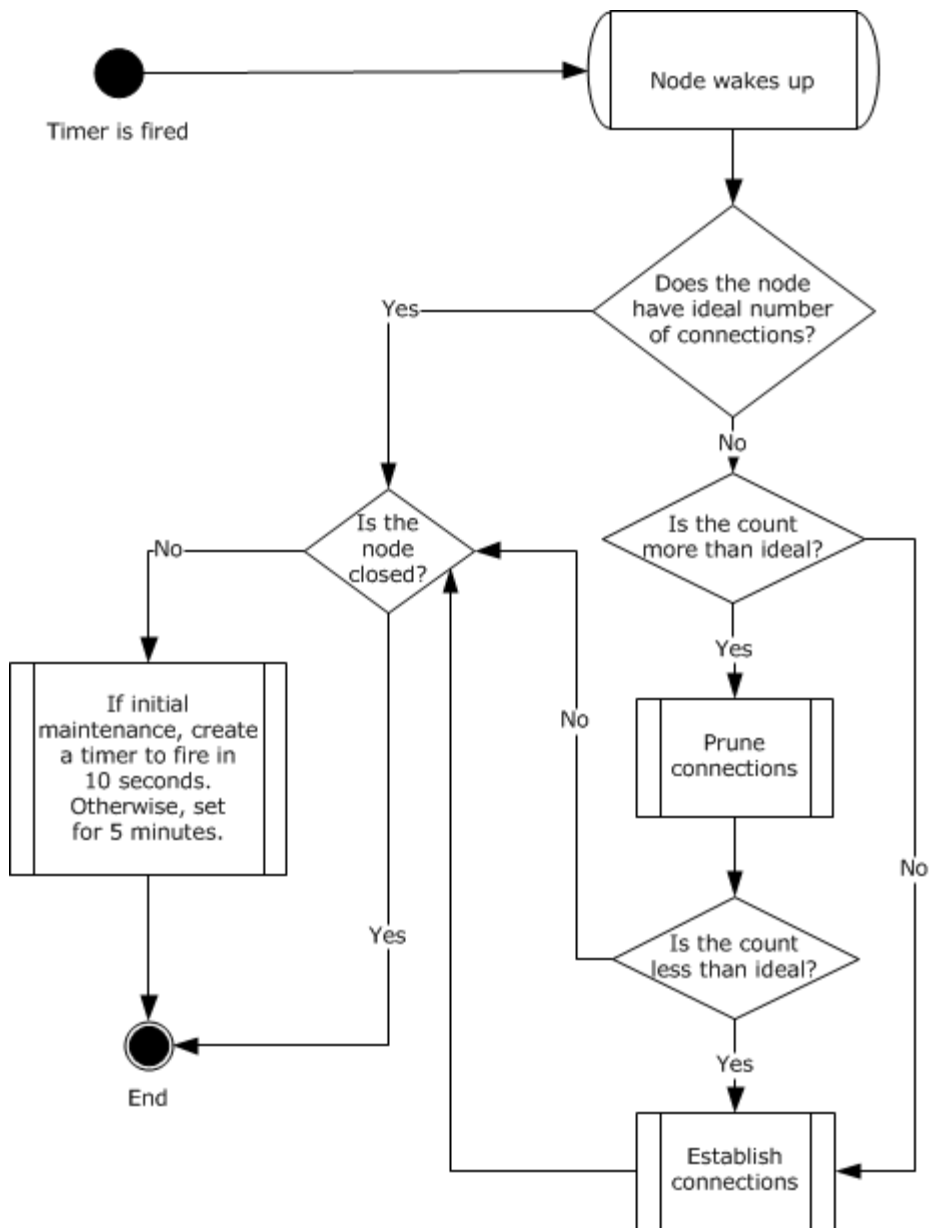 Node wakes up
Timer is fired
Does the node
have ideal number
of connections?
Yes
No
Is the
node
closed?
Is the count
more than ideal?
No
Yes
If initial
maintenance, create
a timer to fire in
10 seconds.
Otherwise, set
for 5 minutes.
No
Prune
connections
No
Yes
Is the count
less than ideal?
Yes
End
Establish
connections